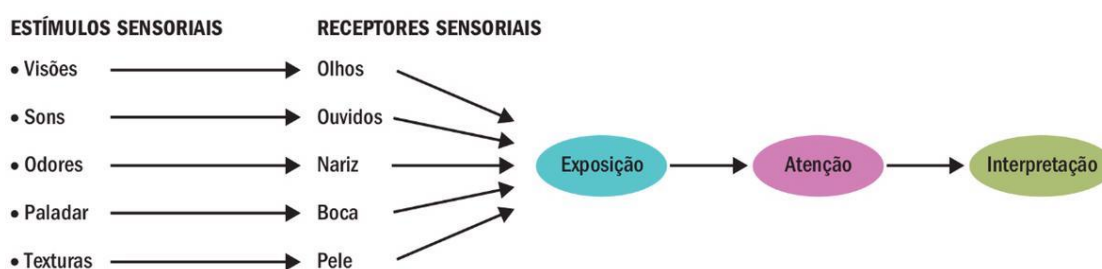 ESTÍMULOS SENSORIAIS RECEPTORES SENSORIAIS
• Visões Olhos
• Sons Ouvidos
• Odores Nariz Exposição Atenção Interpretação
• Paladar Boca
• Texturas Pele